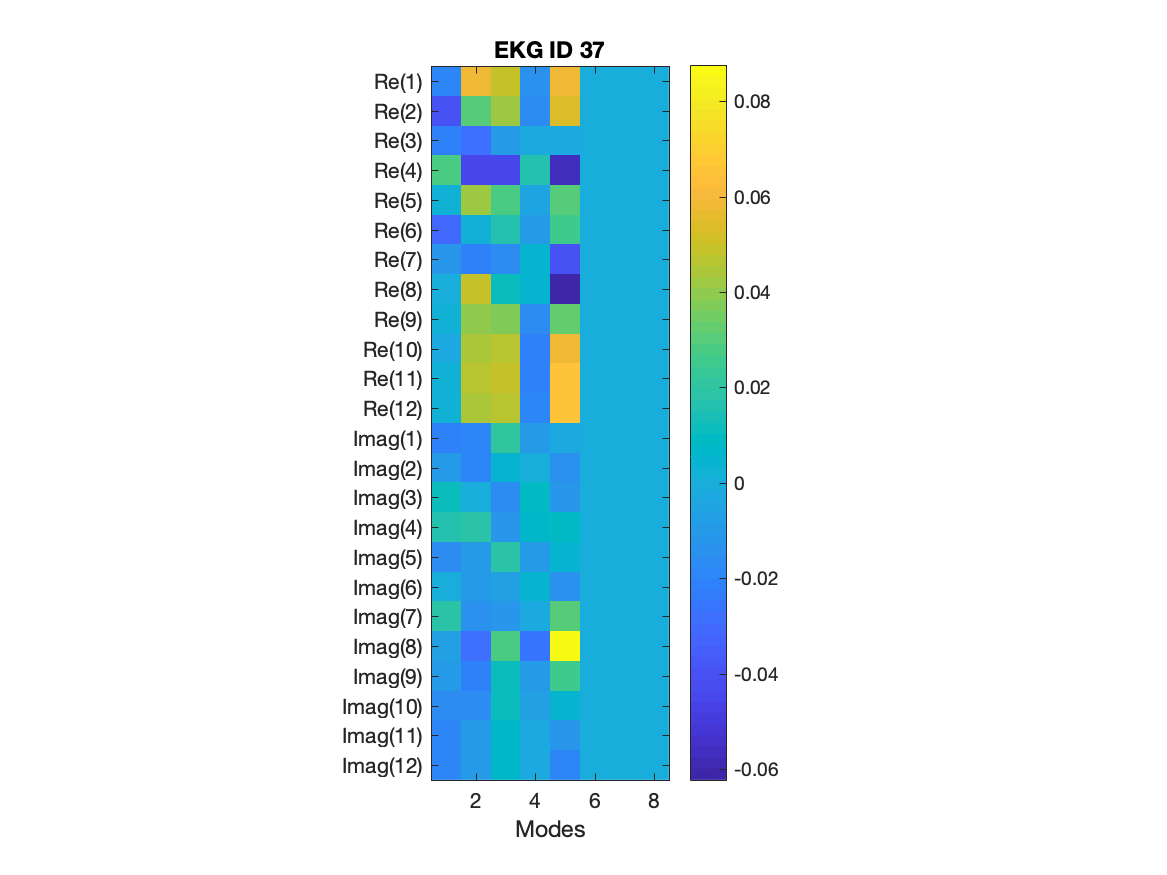 EKG ID 37
Re(1)
Re(2)
Re(3)
Re(4)
Re(5)
Re(6)
Re(7)
Re(8)
Re(9)
Re(10)
Re(11)
Re(12)
Imag(1)
Imag(2)
Imag(3)
Imag(4)
Imag(5)
Imag(6)
Imag(7)
Imag(8)
Imag(9)
Imag(10)
Imag(11)
Imag(12)
2 4 6 8
Modes
0.08
0.06
0.04
0.02
0
-0.02
-0.04
-0.06